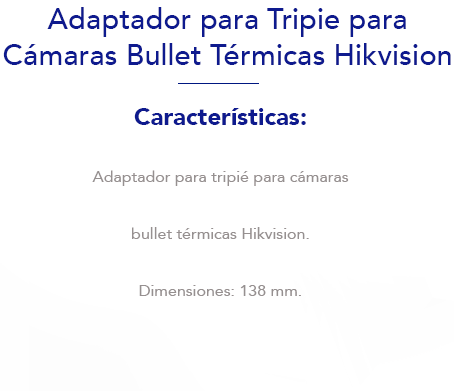 Adaptador para Tripie para
Cámaras Bullet Térmicas Hikvision
Características:
Adaptador para tripié para cámaras
bullet térmicas Hikvision.
Dimensiones: 138 mm.